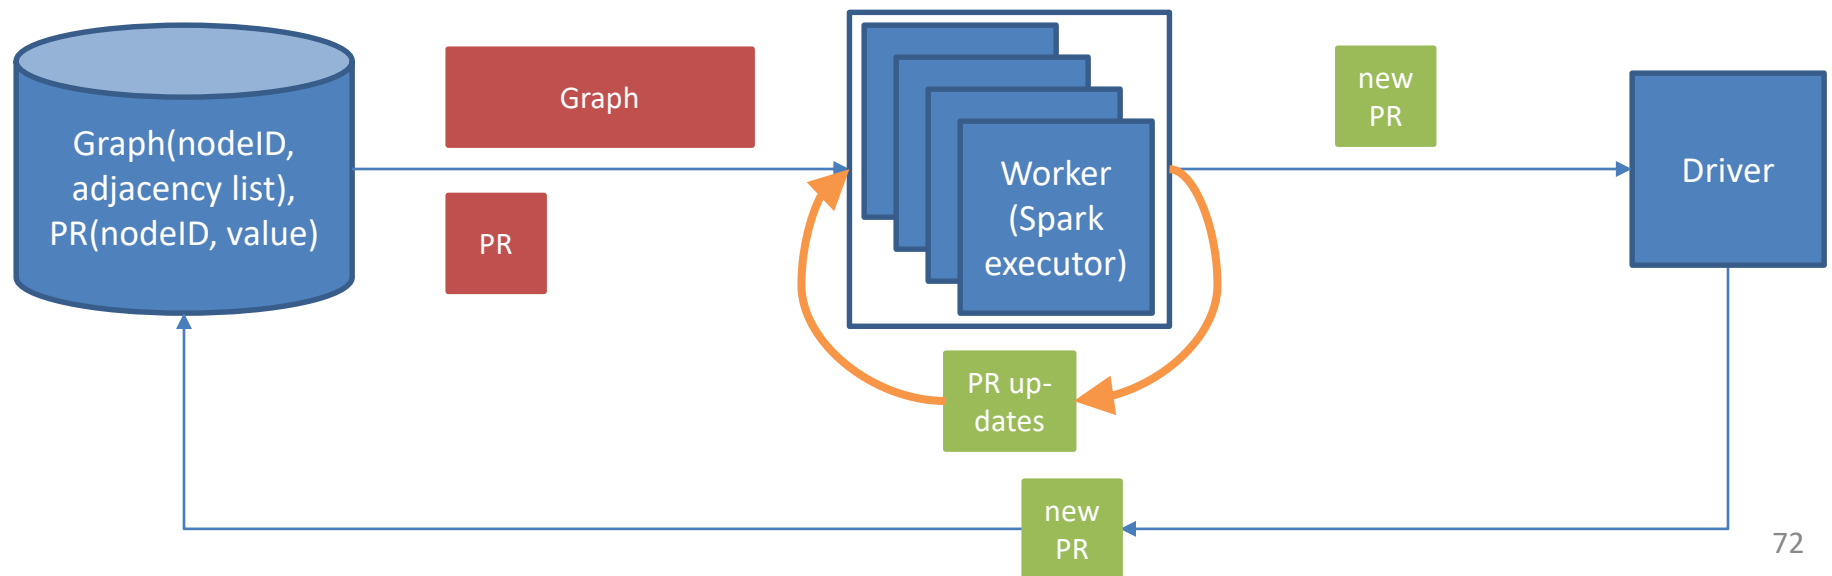 Graph(nodeID,
adjacency list),
PR(nodeID, value)
Graph
PR
Worker
(Spark
executor)
new
PR
Driver
PR up-
dates
new
PR
72